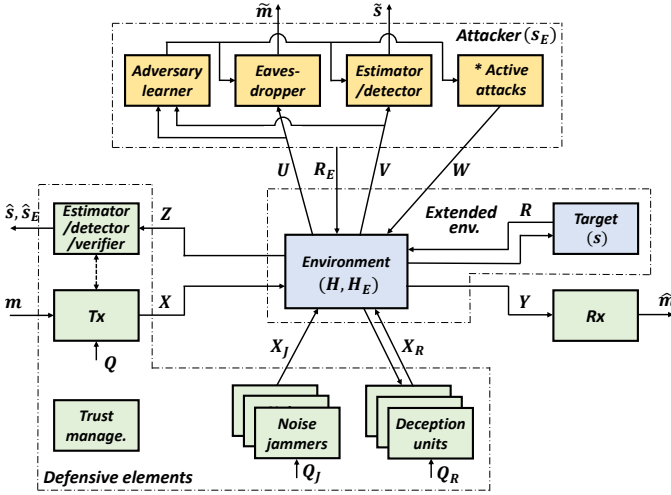 m̃
s̃
Attacker (s_E)
Adversary
learner
Eaves-
dropper
Estimator
/detector
* Active
attacks
U
R_E
V
W
ŝ, ŝ_E
Estimator
/detector
/verifier
Z
Extended
env.
R
Target
(s)
Environment
(H, H_E)
m
Tx
X
Y
Rx
m̂
Q
X_J
X_R
Trust
manage.
Noise
jammers
Deception
units
Defensive elements
Q_J
Q_R